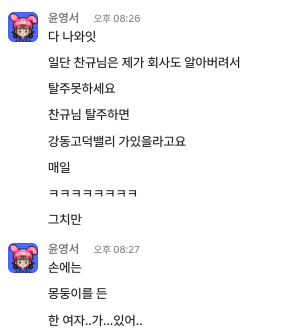 윤영서 오후 08:26
다 나와잇
일단 찬규님은 제가 회사도 알아버려서
탈주못하세요
찬규님 탈주하면
강동고덕밸리 가있을라고요
매일
ㅋㅋㅋㅋㅋㅋㅋㅋ
그치만
윤영서 오후 08:27
손에는
몽둥이를 든
한 여자..가...있어..